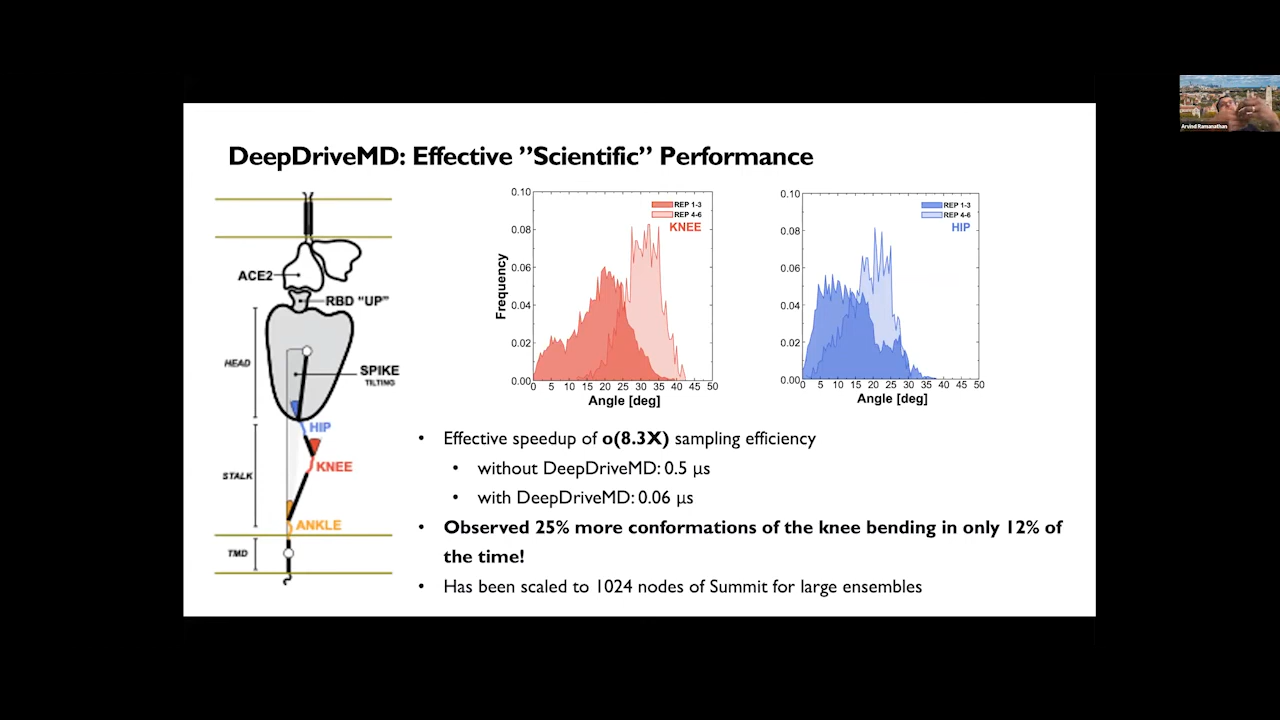 DeepDriveMD: Effective ”Scientific” Performance
Arvind Ramanathan
ACE2
RBD “UP”
HEAD
SPIKE
TILTING
HIP
KNEE
STALK
ANKLE
TMD
0.10
0.08
0.06
0.04
0.02
0.00
Frequency
REP 1-3
REP 4-6
KNEE
0 5 10 15 20 25 30 35 40 45 50
Angle [deg]
0.10
0.08
0.06
0.04
0.02
0.00
REP 1-3
REP 4-6
HIP
0 5 10 15 20 25 30 35 40 45 50
Angle [deg]
• Effective speedup of o(8.3X) sampling efficiency
• without DeepDriveMD: 0.5 μs
• with DeepDriveMD: 0.06 μs
• Observed 25% more conformations of the knee bending in only 12% of
the time!
• Has been scaled to 1024 nodes of Summit for large ensembles